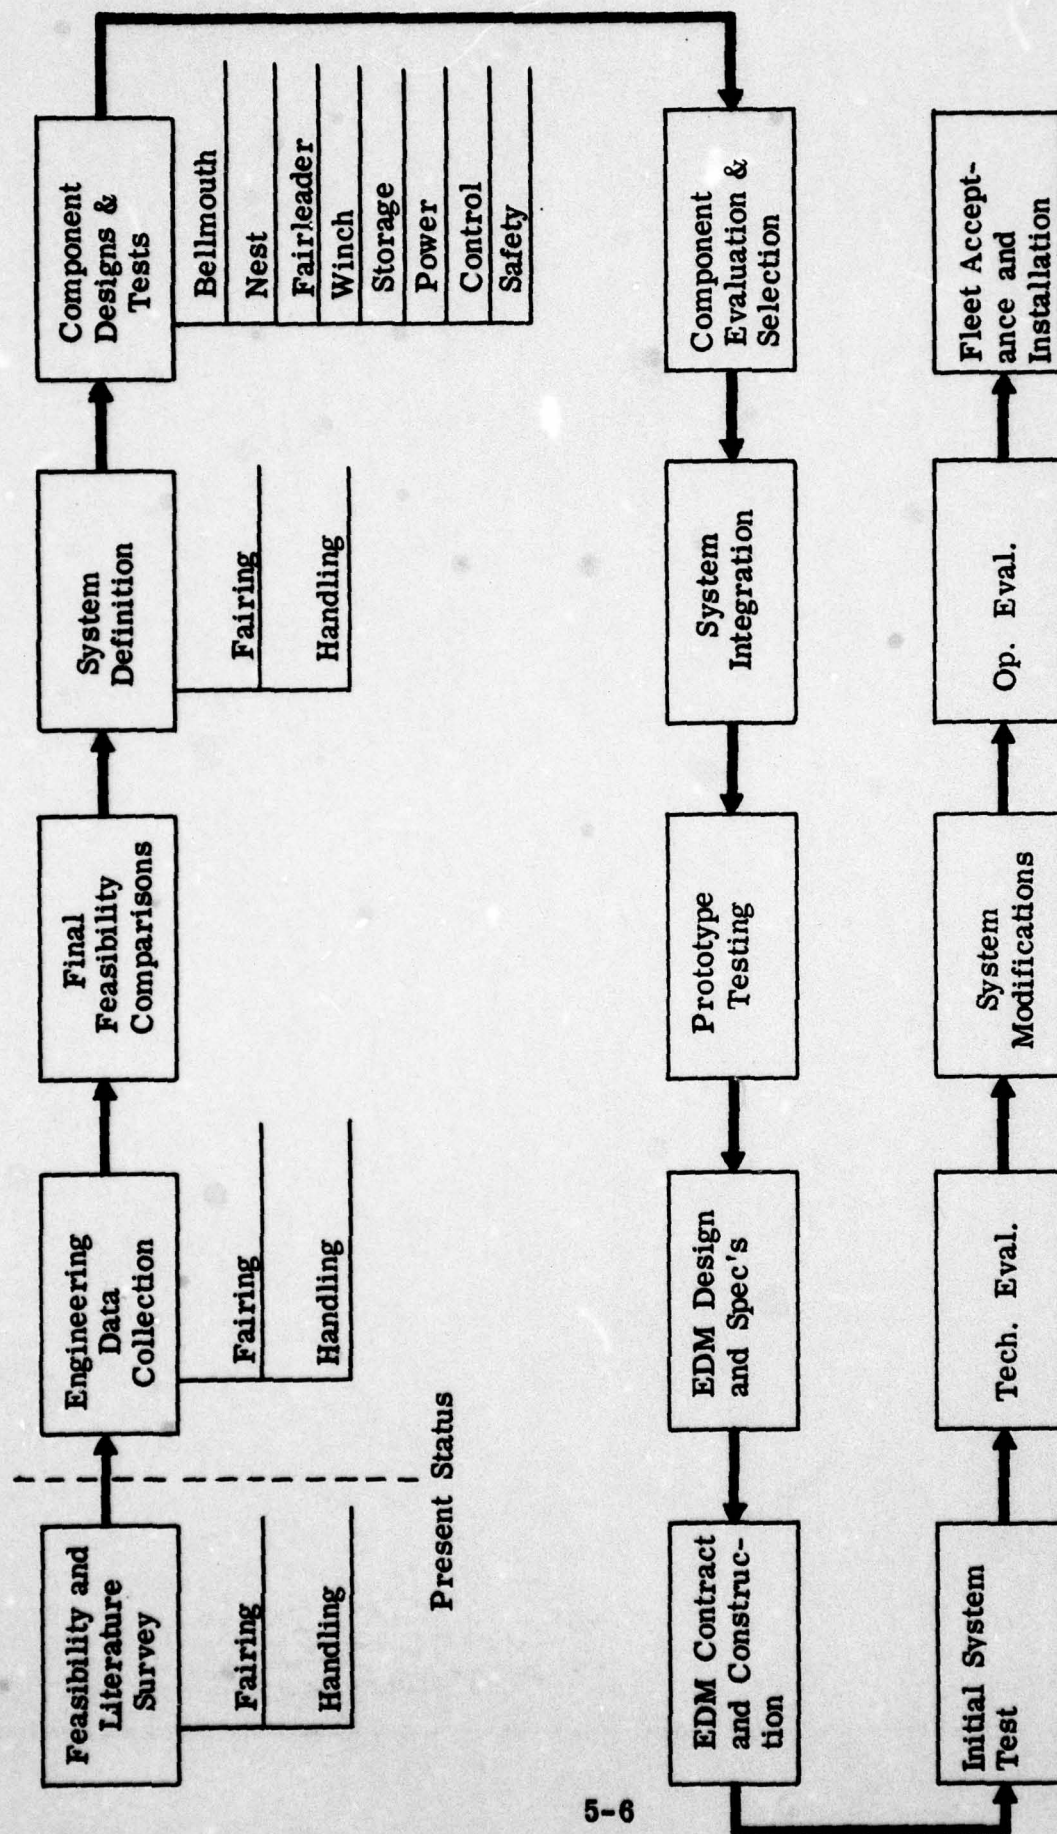 Feasibility and
Literature
Survey
Fairing
Handling
Present Status
Engineering
Data
Collection
Fairing
Handling
Final
Feasibility
Comparisons
System
Definition
Fairing
Handling
Component
Designs &
Tests
Bellmouth
Nest
Fairleader
Winch
Storage
Power
Control
Safety
Component
Evaluation &
Selection
System
Integration
Prototype
Testing
EDM Design
and Spec's
EDM Contract
and Construc-
tion
Initial System
Test
Tech. Eval.
System
Modifications
Op. Eval.
Fleet Accept-
ance and
Installation
5-6